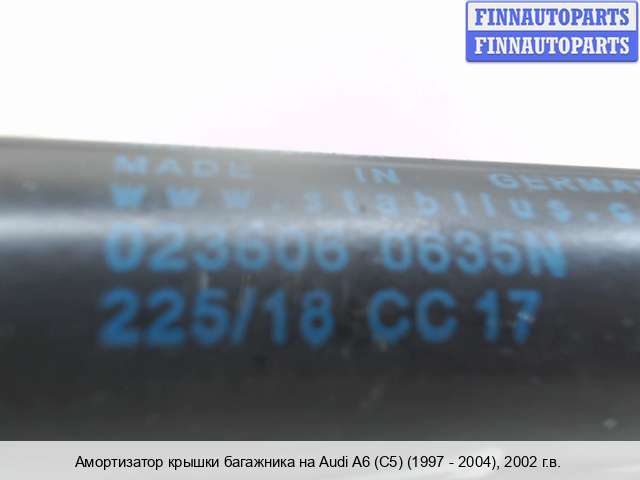 FINNAUTOPARTS
FINNAUTOPARTS
MADE IN GERMA
www.stabilus.c
023606 0635N
225/18 CC 17
Амортизатор крышки багажника на Audi A6 (C5) (1997 - 2004), 2002 г.в.